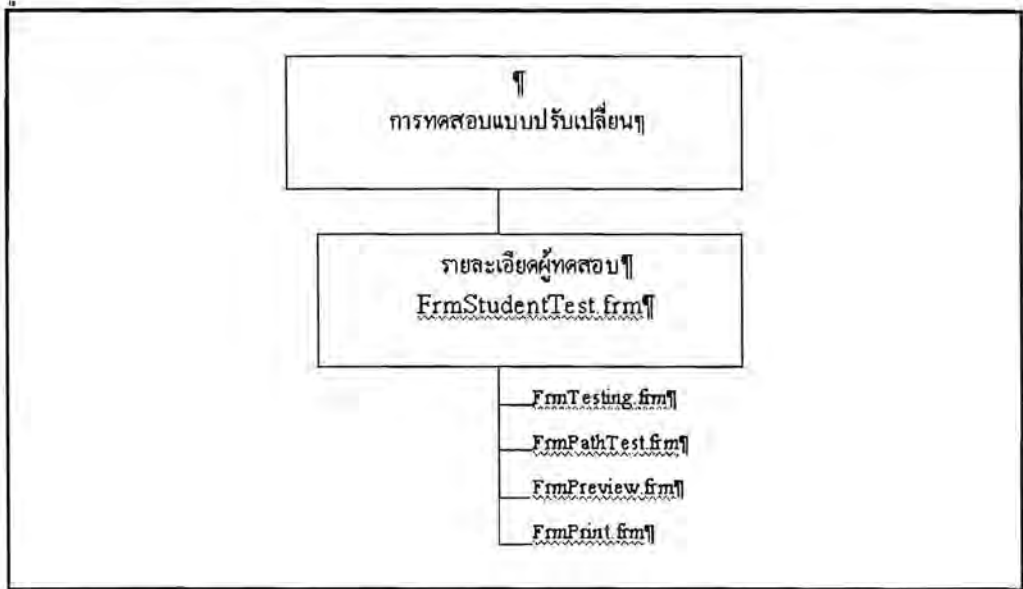 ¶
การทดสอบแบบปรับเปลี่ยน¶
รายละเอียดผู้ทดสอบ¶
FrmStudentTest.frm¶
FrmTesting.frm¶
FrmPathTest.frm¶
FrmPreview.frm¶
FrmPrint.frm¶